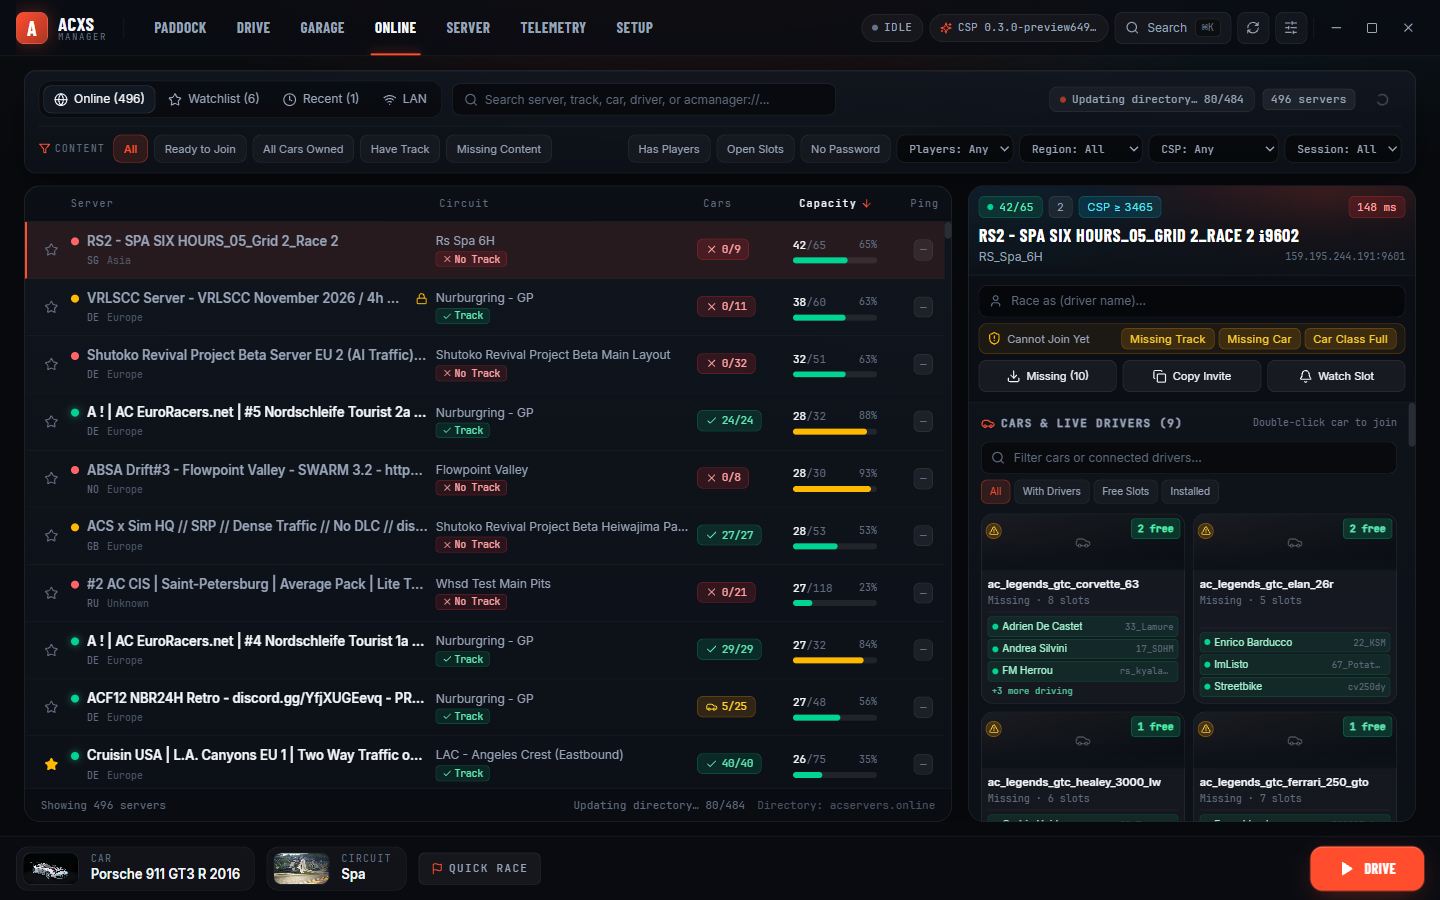 A
ACXS
MANAGER
PADDOCK
DRIVE
GARAGE
ONLINE
SERVER
TELEMETRY
SETUP
IDLE
CSP 0.3.0-preview649…
Search
⌘K
Online (496)
Watchlist (6)
Recent (1)
LAN
Search server, track, car, driver, or acmanager://...
Updating directory… 80/484
496 servers
CONTENT
All
Ready to Join
All Cars Owned
Have Track
Missing Content
Has Players
Open Slots
No Password
Players: Any
Region: All
CSP: Any
Session: All
Server
Circuit
Cars
Capacity ↓
Ping
RS2 - SPA SIX HOURS_05_Grid 2_Race 2
SG Asia
Rs Spa 6H
No Track
0/9
42/65 65%
—
VRLSCC Server - VRLSCC November 2026 / 4h ...
DE Europe
Nurburgring - GP
Track
0/11
38/60 63%
—
Shutoko Revival Project Beta Server EU 2 (AI Traffic)...
DE Europe
Shutoko Revival Project Beta Main Layout
No Track
0/32
32/51 63%
—
A ! | AC EuroRacers.net | #5 Nordschleife Tourist 2a ...
DE Europe
Nurburgring - GP
Track
24/24
28/32 88%
—
ABSA Drift#3 - Flowpoint Valley - SWARM 3.2 - http...
NO Europe
Flowpoint Valley
No Track
0/8
28/30 93%
—
ACS x Sim HQ // SRP // Dense Traffic // No DLC // dis...
GB Europe
Shutoko Revival Project Beta Heiwajima Pa...
No Track
27/27
28/53 53%
—
#2 AC CIS | Saint-Petersburg | Average Pack | Lite T...
RU Unknown
Whsd Test Main Pits
No Track
0/21
27/118 23%
—
A ! | AC EuroRacers.net | #4 Nordschleife Tourist 1a ...
DE Europe
Nurburgring - GP
Track
29/29
27/32 84%
—
ACF12 NBR24H Retro - discord.gg/YfjXUGEevq - PR...
DE Europe
Nurburgring - GP
Track
5/25
27/48 56%
—
Cruisin USA | L.A. Canyons EU 1 | Two Way Traffic o...
DE Europe
LAC - Angeles Crest (Eastbound)
Track
40/40
26/75 35%
—
Showing 496 servers
Updating directory… 80/484
Directory: acservers.online
42/65
2
CSP ≥ 3465
148 ms
RS2 - SPA SIX HOURS_05_GRID 2_RACE 2 ℹ9602
RS_Spa_6H
159.195.244.191:9601
Race as (driver name)...
Cannot Join Yet
Missing Track
Missing Car
Car Class Full
Missing (10)
Copy Invite
Watch Slot
CARS & LIVE DRIVERS (9)
Double-click car to join
Filter cars or connected drivers...
All
With Drivers
Free Slots
Installed
2 free
ac_legends_gtc_corvette_63
Missing · 8 slots
Adrien De Castet 33_Lamure
Andrea Silvini 17_SDHM
FM Herrou rs_kyala…
+3 more driving
2 free
ac_legends_gtc_elan_26r
Missing · 5 slots
Enrico Barducco 22_KSM
ImListo 67_Potat…
Streetbike cv250dy
1 free
ac_legends_gtc_healey_3000_lw
Missing · 6 slots
1 free
ac_legends_gtc_ferrari_250_gto
Missing · 7 slots
CAR
Porsche 911 GT3 R 2016
CIRCUIT
Spa
QUICK RACE
DRIVE